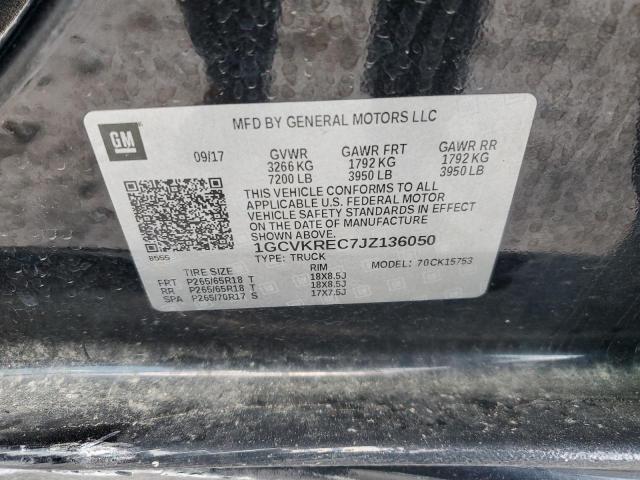 MFD BY GENERAL MOTORS LLC
GM
09/17 GVWR GAWR FRT GAWR RR
3266 KG 1792 KG 1792 KG
7200 LB 3950 LB 3950 LB
THIS VEHICLE CONFORMS TO ALL
APPLICABLE U.S. FEDERAL MOTOR
VEHICLE SAFETY STANDARDS IN EFFECT
ON THE DATE OF MANUFACTURE
SHOWN ABOVE.
8555 1GCVKREC7JZ136050
TYPE: TRUCK MODEL: 70CK15753
TIRE SIZE RIM
FRT P265/65R18 T 18X8.5J
RR P265/65R18 T 18X8.5J
SPA P265/70R17 S 17X7.5J